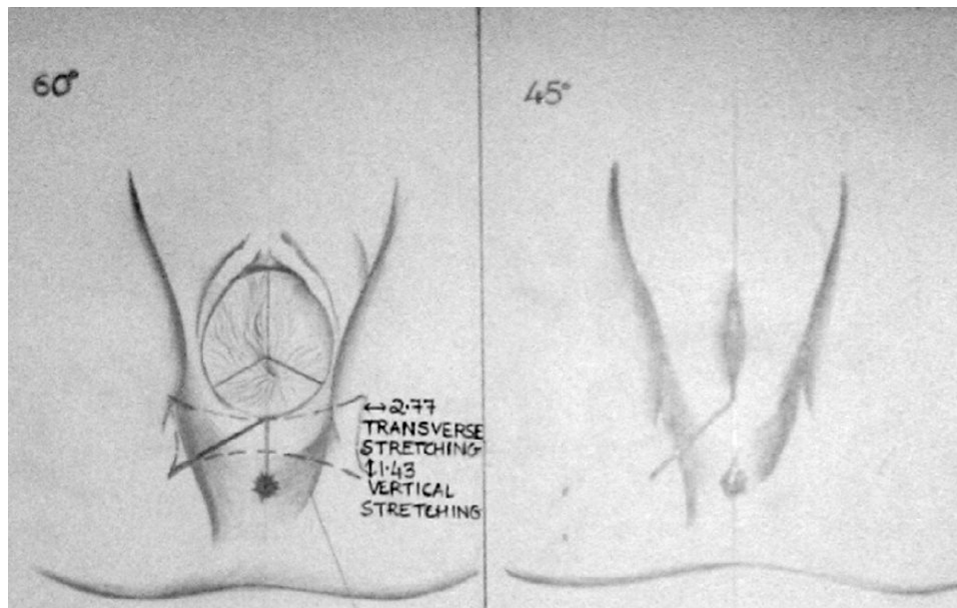 60°
↔2.77
TRANSVERSE
STRETCHING
↕1.43
VERTICAL
STRETCHING
45°